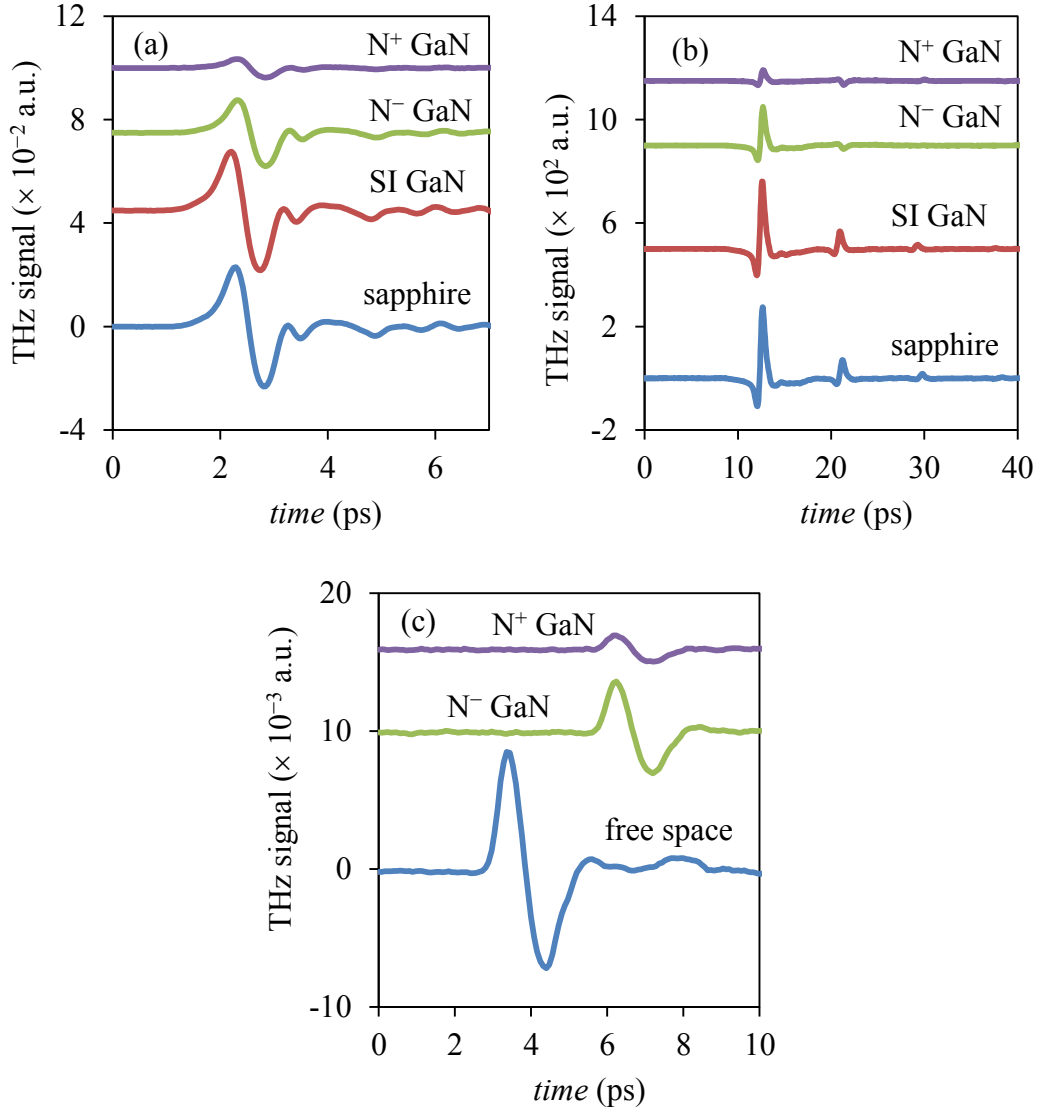 (a)
THz signal (× 10⁻² a.u.)
12
8
4
0
-4
N⁺ GaN
N⁻ GaN
SI GaN
sapphire
0 2 4 6
time (ps)
(b)
THz signal (× 10² a.u.)
14
10
6
2
-2
N⁺ GaN
N⁻ GaN
SI GaN
sapphire
0 10 20 30 40
time (ps)
(c)
THz signal (× 10⁻³ a.u.)
20
10
0
-10
N⁺ GaN
N⁻ GaN
free space
0 2 4 6 8 10
time (ps)